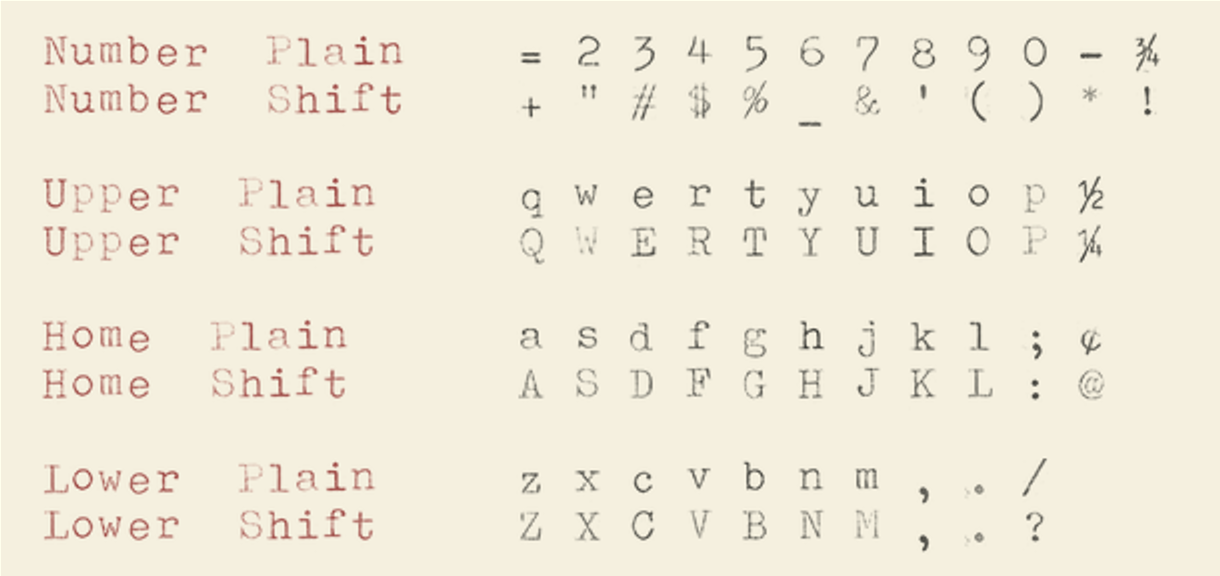 Number Plain = 2 3 4 5 6 7 8 9 0 - ¾
Number Shift + " # $ % _ & ' ( ) * !
Upper Plain q w e r t y u i o p ½
Upper Shift Q W E R T Y U I O P ¼
Home Plain a s d f g h j k l ; ¢
Home Shift A S D F G H J K L : @
Lower Plain z x c v b n m , . /
Lower Shift Z X C V B N M , . ?